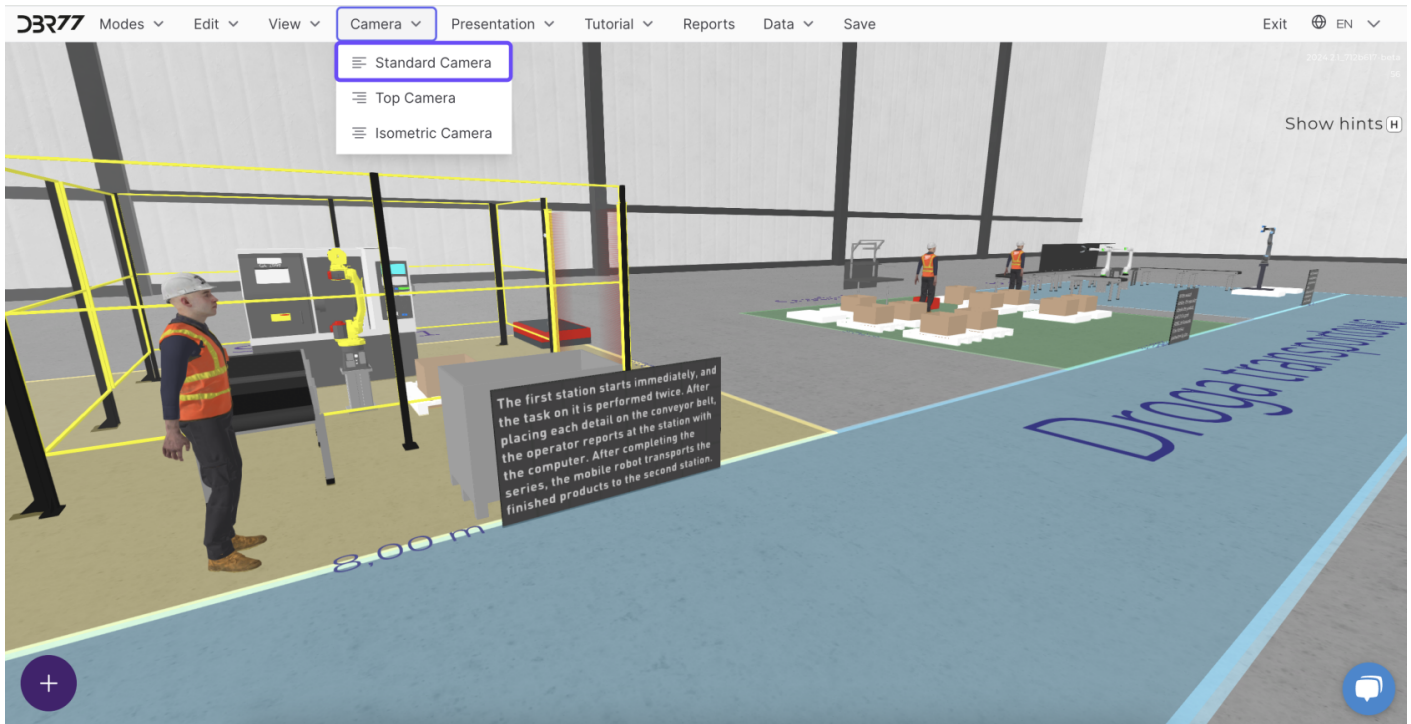 DBR77 Modes Edit View Camera Presentation Tutorial Reports Data Save Exit EN
Standard Camera
Top Camera
Isometric Camera
Show hints H
The first station starts immediately, and
the task on it is performed twice. After
placing each detail on the conveyor belt,
the operator reports at the station with
the computer. After completing the
series, the mobile robot transports the
finished products to the second station.
8,00 m
Droga transportowa